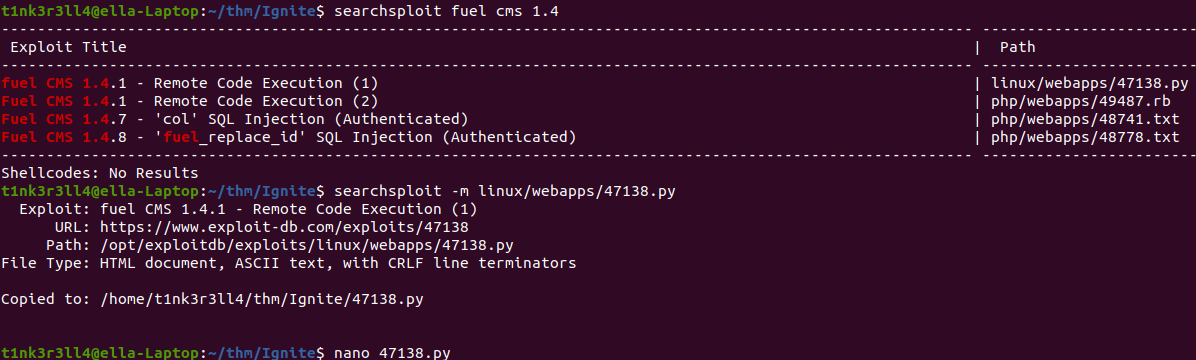 t1nk3r3ll4@ella-Laptop:~/thm/Ignite$ searchsploit fuel cms 1.4
---------------------------------------------------------------------------------------------------------- ------------------------
 Exploit Title                                                                                            |  Path
---------------------------------------------------------------------------------------------------------- ------------------------
fuel CMS 1.4.1 - Remote Code Execution (1)                                                                | linux/webapps/47138.py
Fuel CMS 1.4.1 - Remote Code Execution (2)                                                                | php/webapps/49487.rb
Fuel CMS 1.4.7 - 'col' SQL Injection (Authenticated)                                                      | php/webapps/48741.txt
Fuel CMS 1.4.8 - 'fuel_replace_id' SQL Injection (Authenticated)                                          | php/webapps/48778.txt
---------------------------------------------------------------------------------------------------------- ------------------------
Shellcodes: No Results
t1nk3r3ll4@ella-Laptop:~/thm/Ignite$ searchsploit -m linux/webapps/47138.py
  Exploit: fuel CMS 1.4.1 - Remote Code Execution (1)
      URL: https://www.exploit-db.com/exploits/47138
     Path: /opt/exploitdb/exploits/linux/webapps/47138.py
File Type: HTML document, ASCII text, with CRLF line terminators

Copied to: /home/t1nk3r3ll4/thm/Ignite/47138.py


t1nk3r3ll4@ella-Laptop:~/thm/Ignite$ nano 47138.py